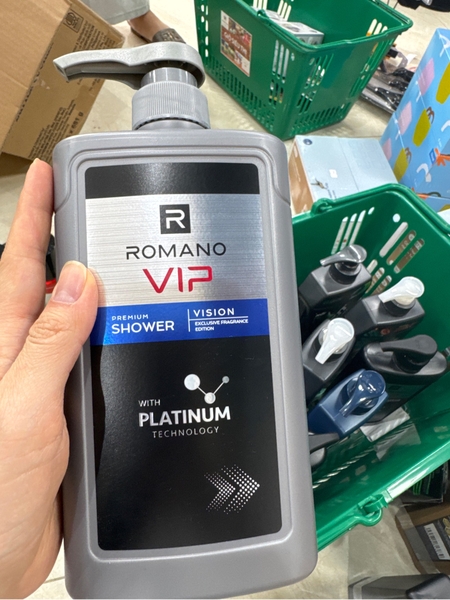 R
ROMANO
VIP
PREMIUM
SHOWER
VISION
EXCLUSIVE FRAGRANCE
EDITION
WITH
PLATINUM
TECHNOLOGY